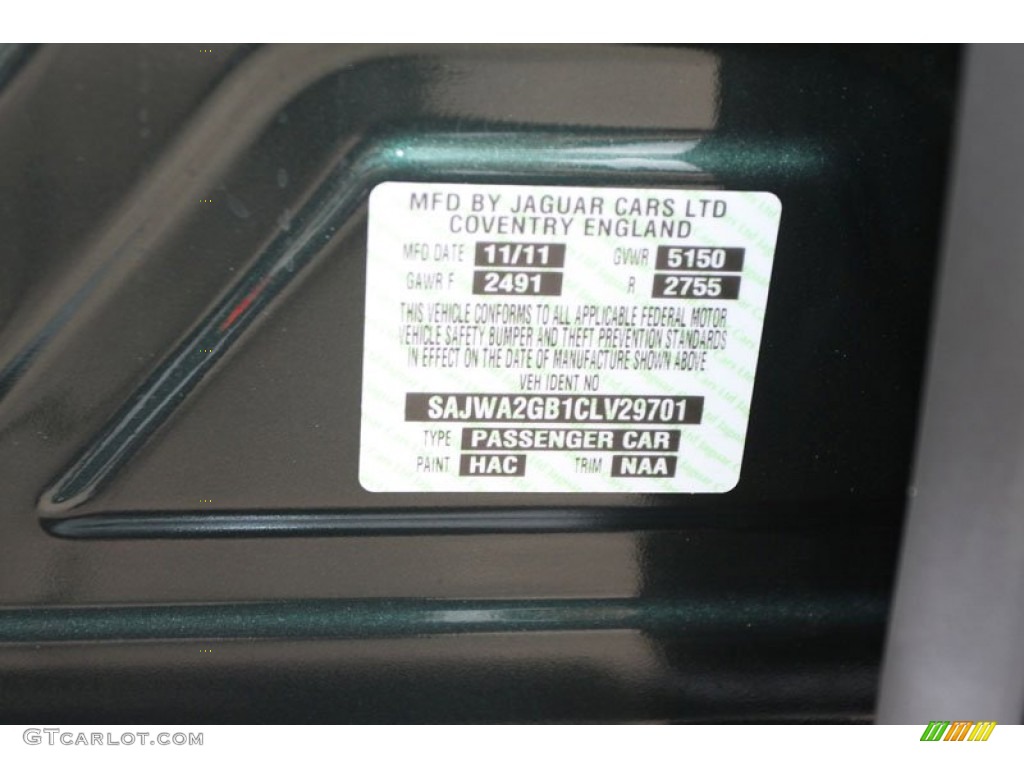 MFD BY JAGUAR CARS LTD
COVENTRY ENGLAND
MFD DATE 11/11 GVWR 5150
GAWR F 2491 R 2755
THIS VEHICLE CONFORMS TO ALL APPLICABLE FEDERAL MOTOR
VEHICLE SAFETY BUMPER AND THEFT PREVENTION STANDARDS
IN EFFECT ON THE DATE OF MANUFACTURE SHOWN ABOVE
VEH IDENT NO
SAJWA2GB1CLV29701
TYPE PASSENGER CAR
PAINT HAC TRIM NAA
GTCARLOT.COM